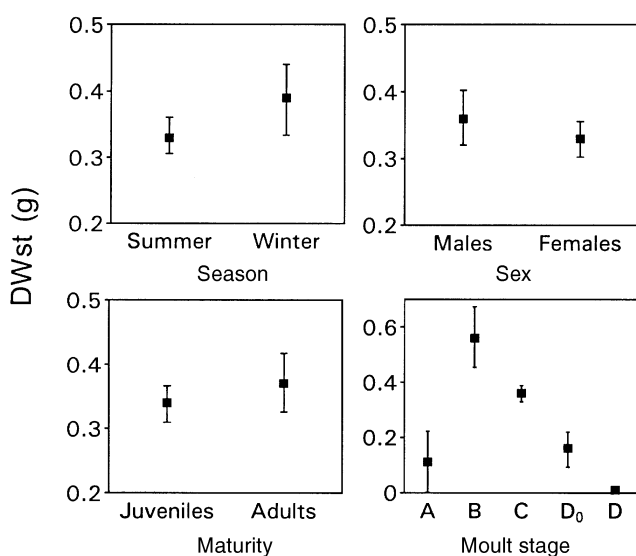 DWst (g)
0.5
0.4
0.3
0.2
Summer Winter
Season
0.5
0.4
0.3
0.2
Males Females
Sex
0.5
0.4
0.3
0.2
Juveniles Adults
Maturity
0.6
0.4
0.2
0
A B C D₀ D
Moult stage